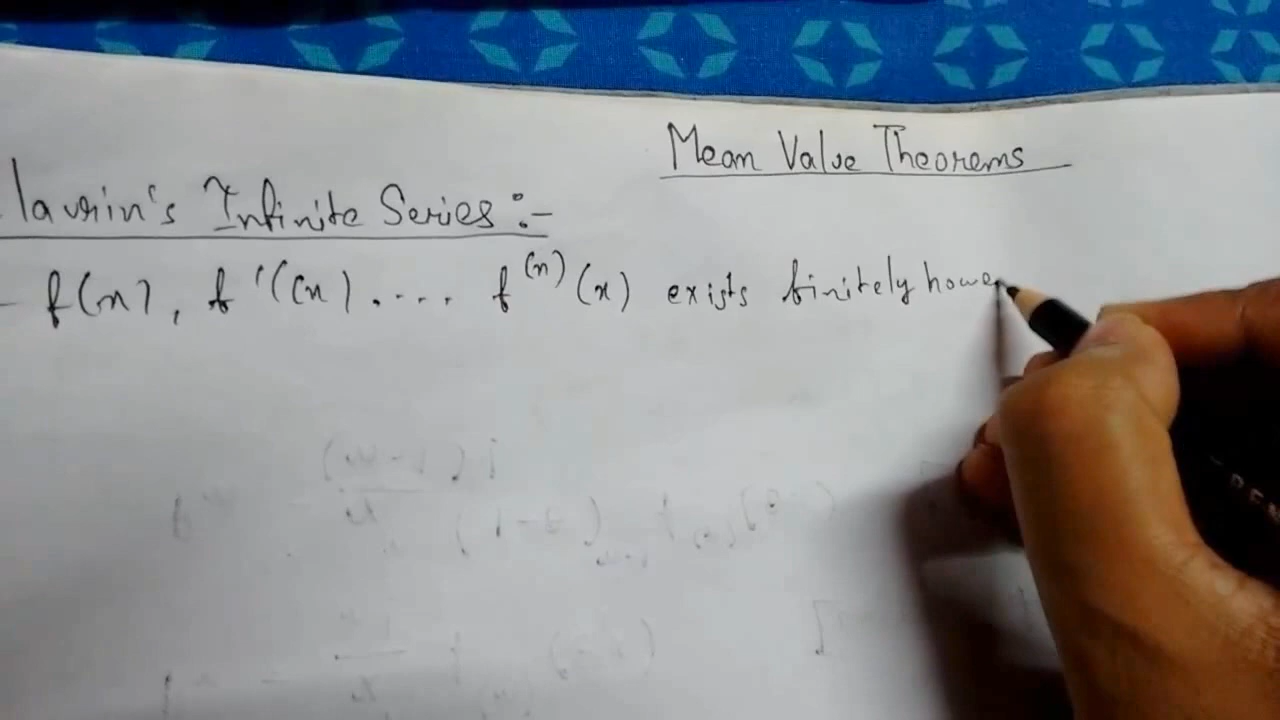 Mean Value Theorems
laurin's Infinite Series :-
- f(x), f'(x) .... f^(n)(x) exists finitely howe